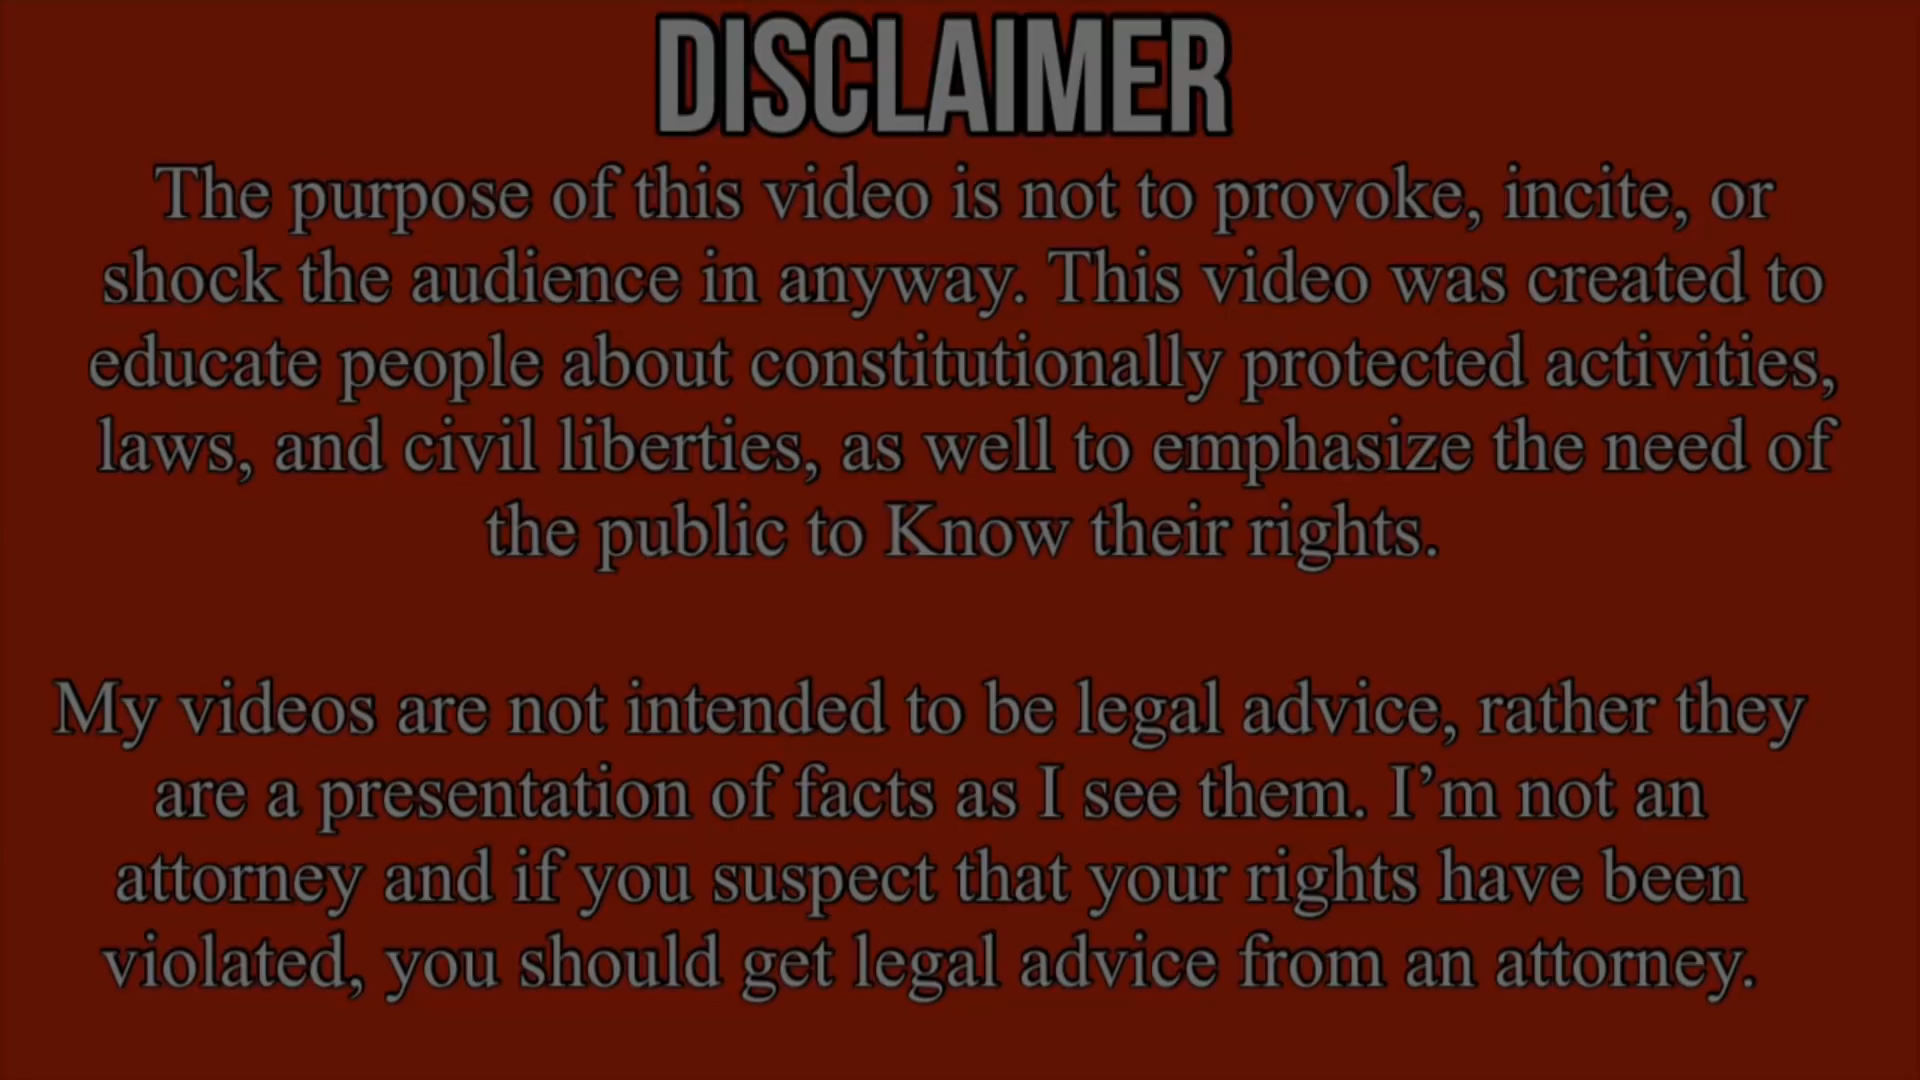 DISCLAIMER
The purpose of this video is not to provoke, incite, or
shock the audience in anyway. This video was created to
educate people about constitutionally protected activities,
laws, and civil liberties, as well to emphasize the need of
the public to Know their rights.
My videos are not intended to be legal advice, rather they
are a presentation of facts as I see them. I’m not an
attorney and if you suspect that your rights have been
violated, you should get legal advice from an attorney.